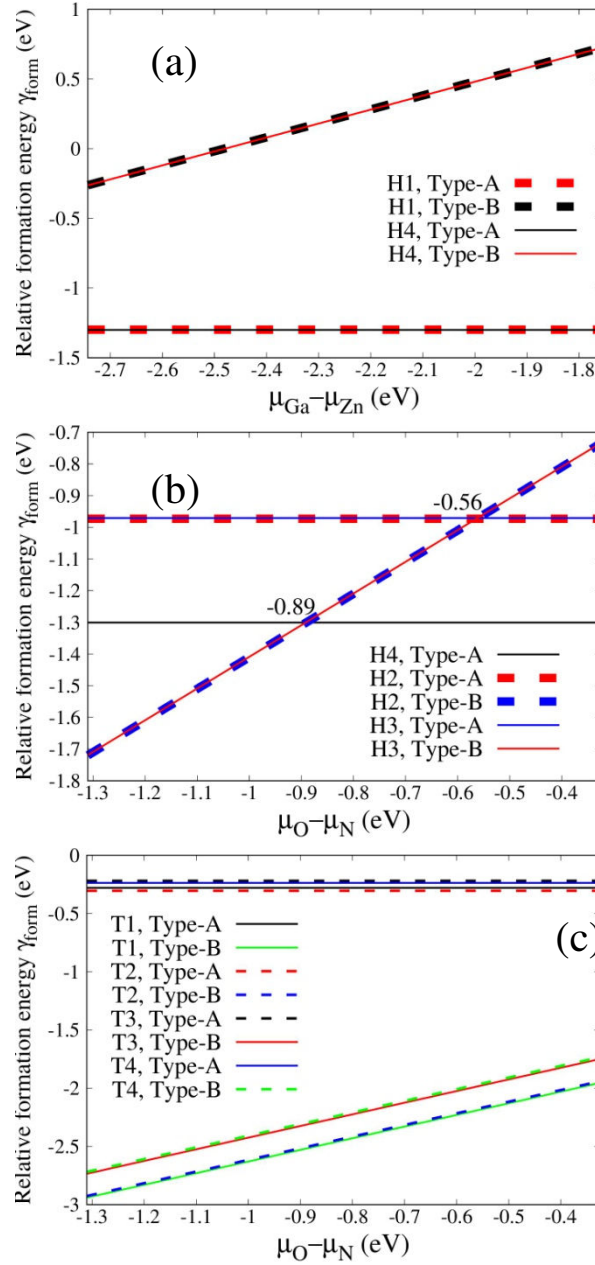 Relative formation energy γform (eV)
1
0.5
0
-0.5
-1
-1.5
(a)
H1, Type-A
H1, Type-B
H4, Type-A
H4, Type-B
-2.7 -2.6 -2.5 -2.4 -2.3 -2.2 -2.1 -2 -1.9 -1.8
μGa–μZn (eV)
Relative formation energy γform (eV)
-0.7
-0.8
-0.9
-1
-1.1
-1.2
-1.3
-1.4
-1.5
-1.6
-1.7
-1.8
(b)
-0.56
-0.89
H4, Type-A
H2, Type-A
H2, Type-B
H3, Type-A
H3, Type-B
-1.3 -1.2 -1.1 -1 -0.9 -0.8 -0.7 -0.6 -0.5 -0.4
μO–μN (eV)
Relative formation energy γform (eV)
0
-0.5
-1
-1.5
-2
-2.5
-3
(c)
T1, Type-A
T1, Type-B
T2, Type-A
T2, Type-B
T3, Type-A
T3, Type-B
T4, Type-A
T4, Type-B
-1.3 -1.2 -1.1 -1 -0.9 -0.8 -0.7 -0.6 -0.5 -0.4
μO–μN (eV)